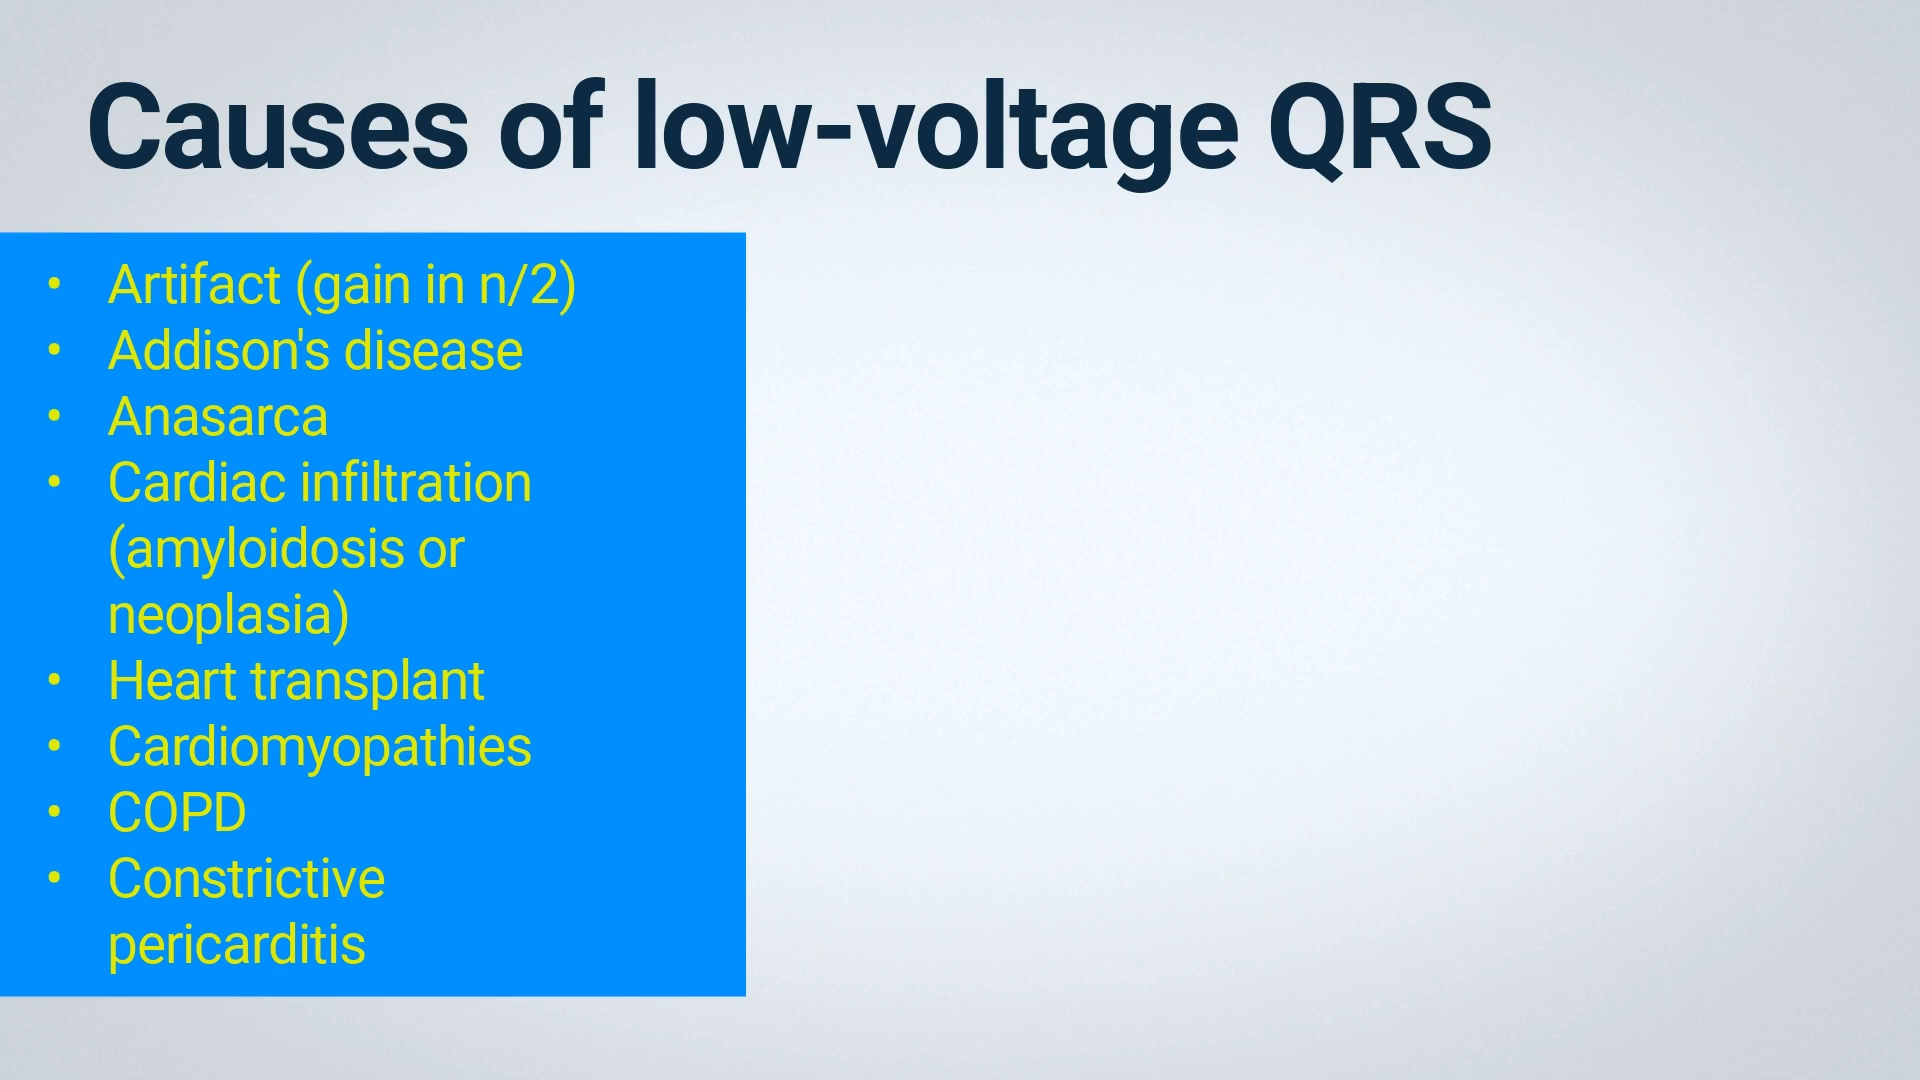 Causes of low-voltage QRS
• Artifact (gain in n/2)
• Addison's disease
• Anasarca
• Cardiac infiltration
(amyloidosis or
neoplasia)
• Heart transplant
• Cardiomyopathies
• COPD
• Constrictive
pericarditis